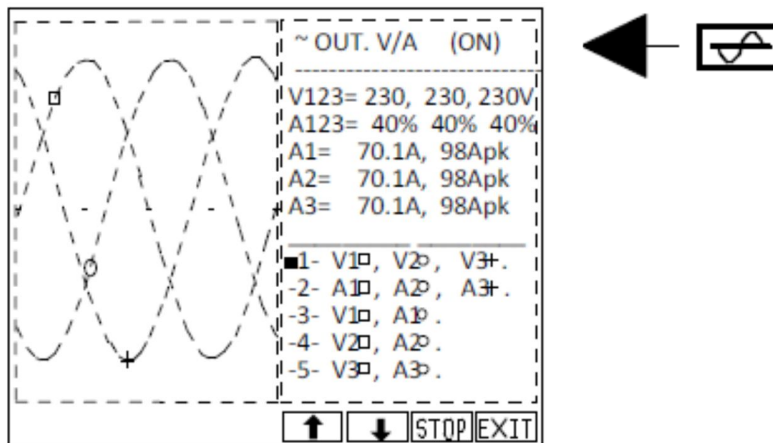 ~ OUT. V/A (ON)
V123= 230, 230, 230V
A123= 40% 40% 40%
A1= 70.1A, 98Apk
A2= 70.1A, 98Apk
A3= 70.1A, 98Apk
■1- V1□, V2○, V3+.
-2- A1□, A2○, A3+.
-3- V1□, A1○.
-4- V2□, A2○.
-5- V3□, A3○.
↑ ↓ STOP EXIT